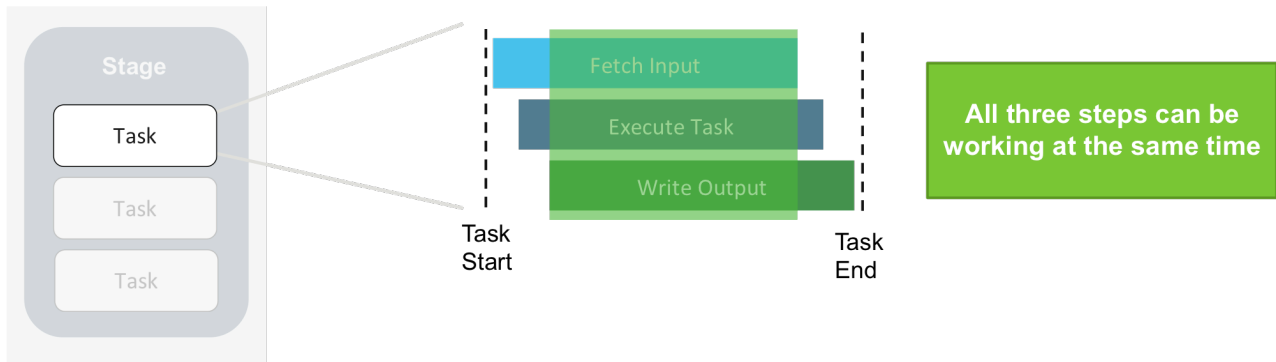 Stage
Task
Task
Task
Fetch Input
Execute Task
Write Output
Task
Start
Task
End
All three steps can be
working at the same time